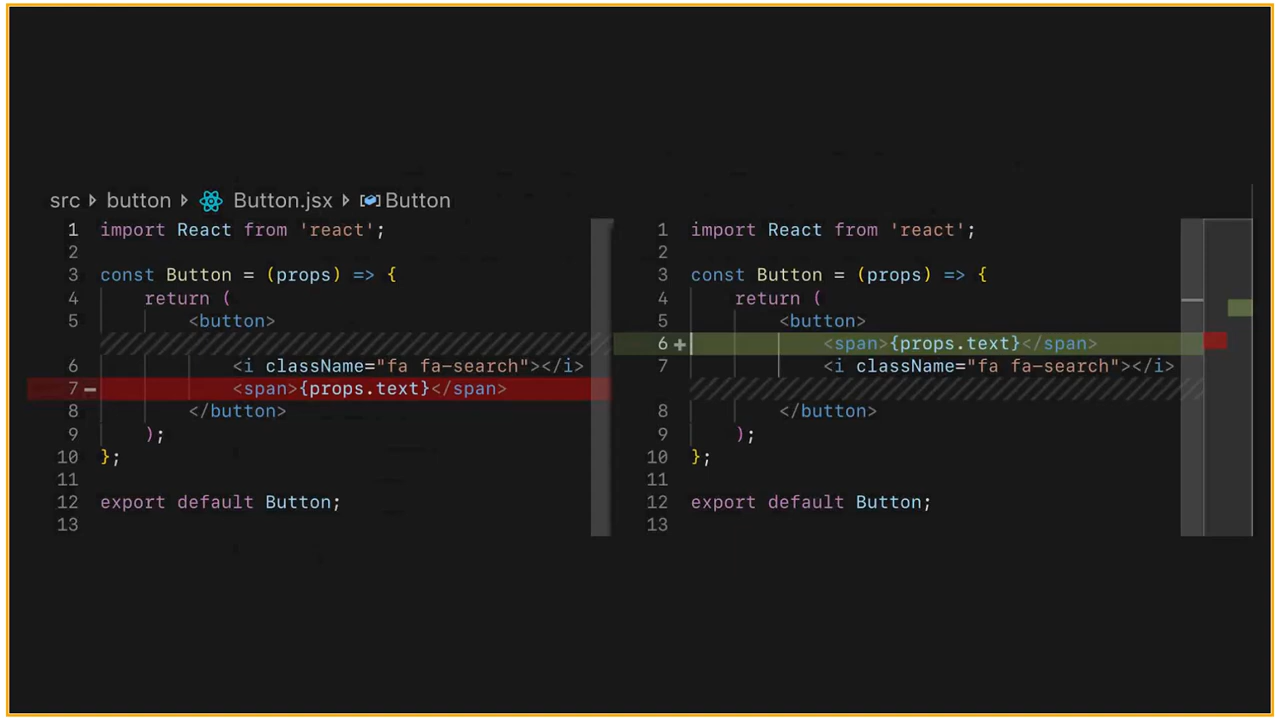 src button Button.jsx Button
1 import React from 'react';
2
3 const Button = (props) => {
4 return (
5 <button>
6 <i className="fa fa-search"></i>
7 - <span>{props.text}</span>
8 </button>
9 );
10 };
11
12 export default Button;
13
1 import React from 'react';
2
3 const Button = (props) => {
4 return (
5 <button>
6 + <span>{props.text}</span>
7 <i className="fa fa-search"></i>
8 </button>
9 );
10 };
11
12 export default Button;
13